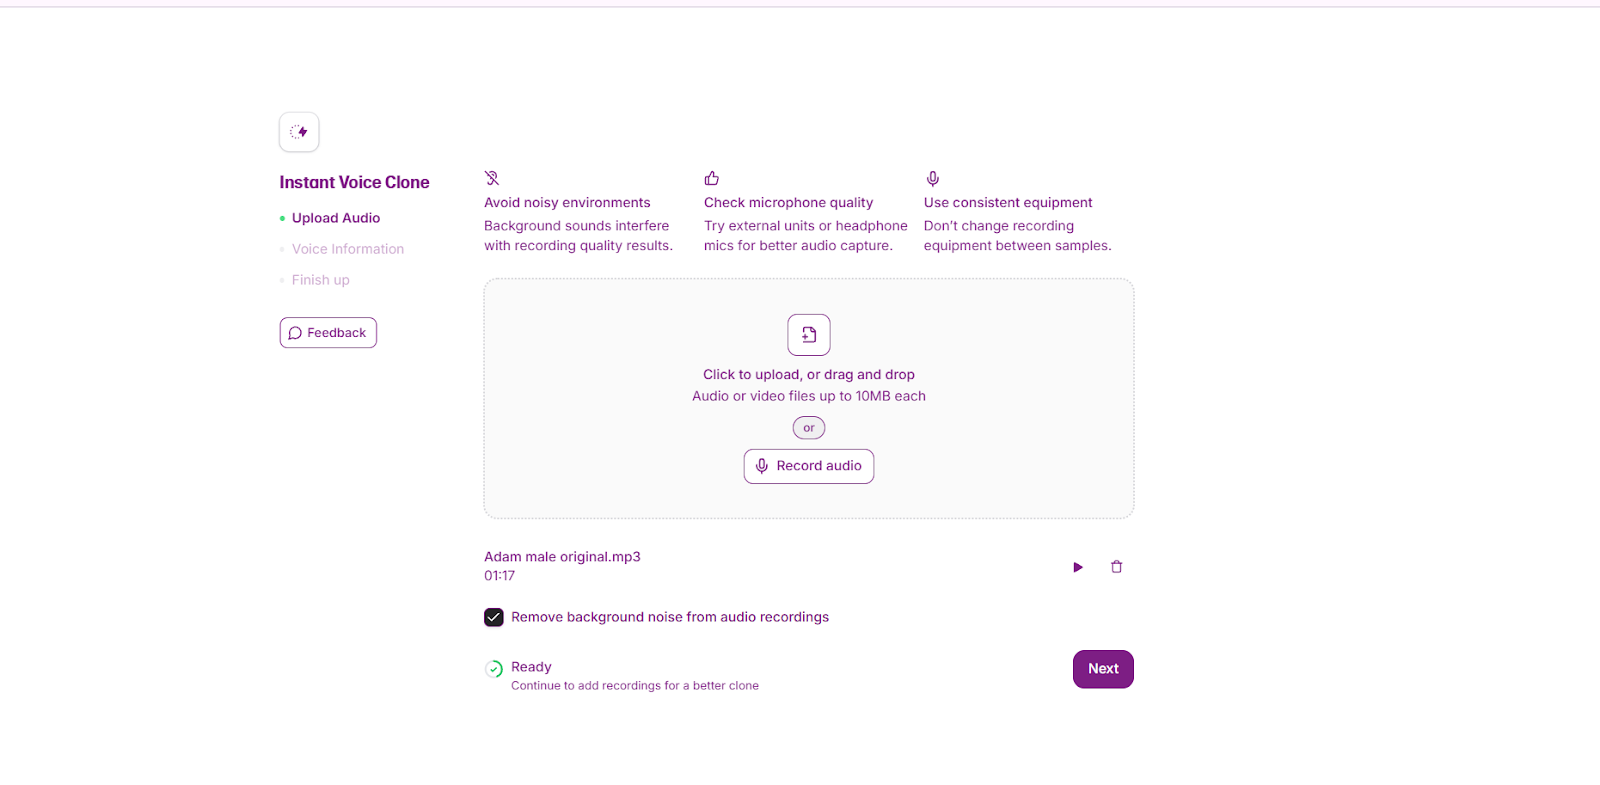 Instant Voice Clone
Upload Audio
Voice Information
Finish up
Feedback
Avoid noisy environments
Background sounds interfere
with recording quality results.
Check microphone quality
Try external units or headphone
mics for better audio capture.
Use consistent equipment
Don’t change recording
equipment between samples.
Click to upload, or drag and drop
Audio or video files up to 10MB each
or
Record audio
Adam male original.mp3
01:17
Remove background noise from audio recordings
Ready
Continue to add recordings for a better clone
Next